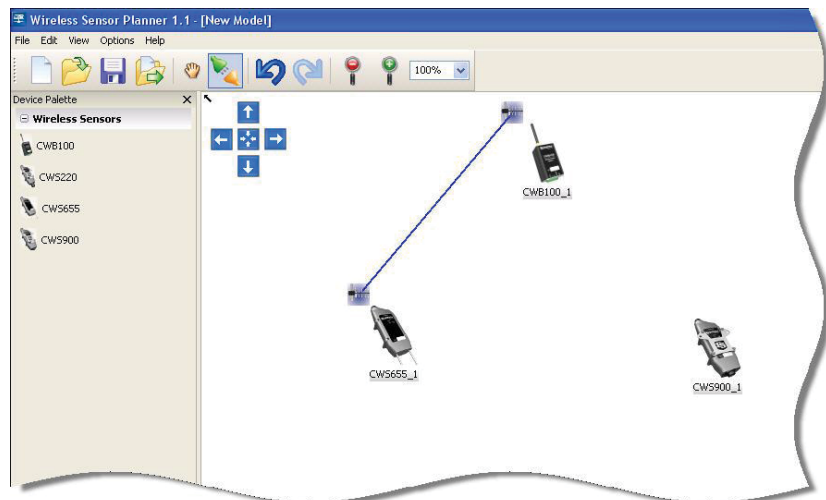 Wireless Sensor Planner 1.1 - [New Model]
File Edit View Options Help
100%
Device Palette X
Wireless Sensors
CWB100
CWS220
CWS655
CWS900
CWB100_1
CWS655_1
CWS900_1